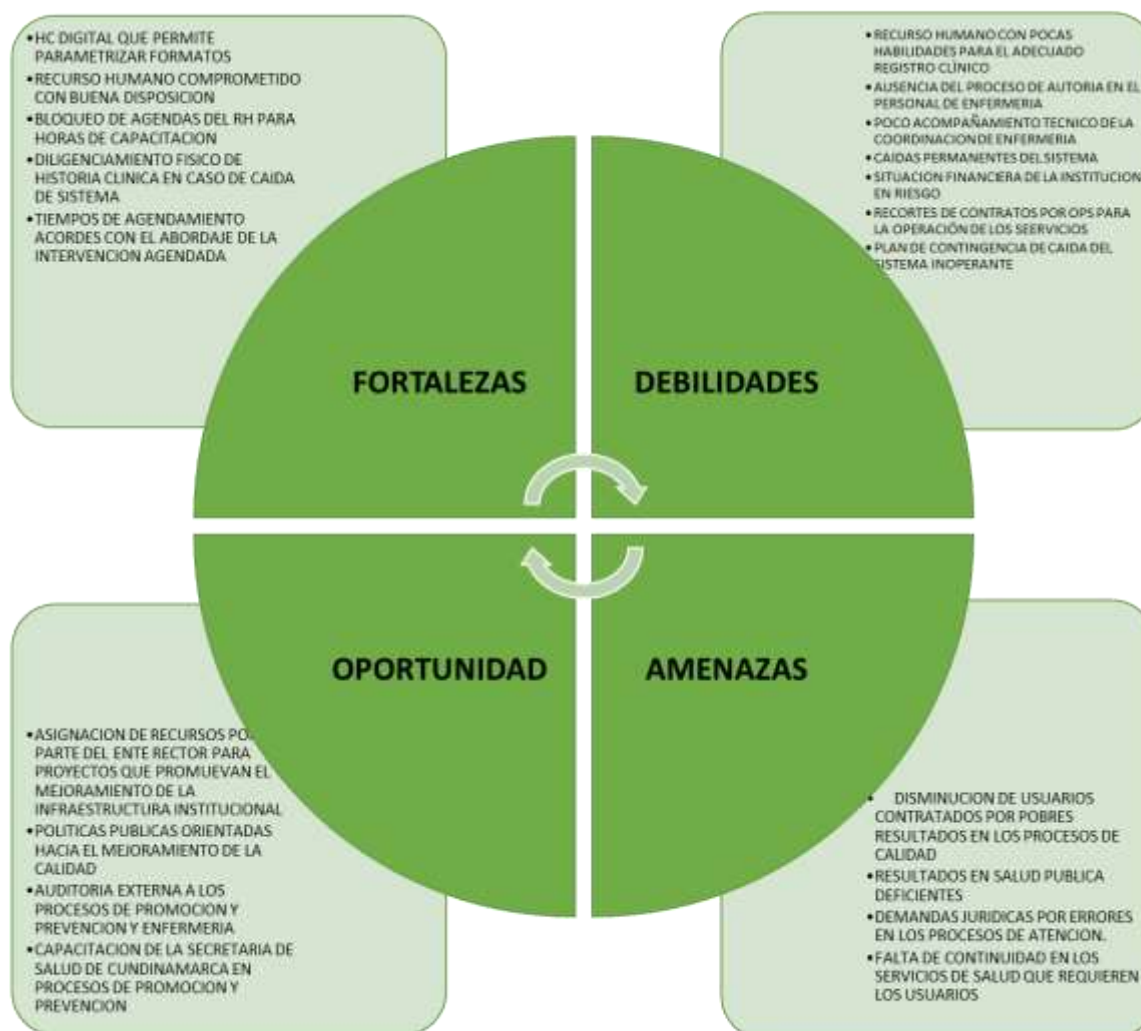 •HC DIGITAL QUE PERMITE
PARAMETRIZAR FORMATOS
•RECURSO HUMANO COMPROMETIDO
CON BUENA DISPOSICION
•BLOQUEO DE AGENDAS DEL RH PARA
HORAS DE CAPACITACION
•DILIGENCIAMIENTO FISICO DE
HISTORIA CLINICA EN CASO DE CAIDA
DE SISTEMA
•TIEMPOS DE AGENDAMIENTO
ACORDES CON EL ABORDAJE DE LA
INTERVENCION AGENDADA
•RECURSO HUMANO CON POCAS
HABILIDADES PARA EL ADECUADO
REGISTRO CLÍNICO
•AUSENCIA DEL PROCESO DE AUTORIA EN EL
PERSONAL DE ENFERMERIA
•POCO ACOMPAÑAMIENTO TECNICO DE LA
COORDINACION DE ENFERMERIA
•CAIDAS PERMANENTES DEL SISTEMA
•SITUACION FINANCIERA DE LA INSTITUCION
EN RIESGO
•RECORTES DE CONTRATOS POR OPS PARA
LA OPERACIÓN DE LOS SEERVICIOS
•PLAN DE CONTINGENCIA DE CAIDA DEL
SISTEMA INOPERANTE
FORTALEZAS
DEBILIDADES
OPORTUNIDAD
AMENAZAS
•ASIGNACION DE RECURSOS PO
PARTE DEL ENTE RECTOR PARA
PROYECTOS QUE PROMUEVAN EL
MEJORAMIENTO DE LA
INFRAESTRUCTURA INSTITUCIONAL
•POLITICAS PUBLICAS ORIENTADAS
HACIA EL MEJORAMIENTO DE LA
CALIDAD
•AUDITORIA EXTERNA A LOS
PROCESOS DE PROMOCION Y
PREVENCION Y ENFERMERIA
•CAPACITACION DE LA SECRETARIA DE
SALUD DE CUNDINAMARCA EN
PROCESOS DE PROMOCION Y
PREVENCION
• DISMINUCION DE USUARIOS
CONTRATADOS POR POBRES
RESULTADOS EN LOS PROCESOS DE
CALIDAD
•RESULTADOS EN SALUD PUBLICA
DEFICIENTES
•DEMANDAS JURIDICAS POR ERRORES
EN LOS PROCESOS DE ATENCION.
•FALTA DE CONTINUIDAD EN LOS
SERVICIOS DE SALUD QUE REQUIEREN
LOS USUARIOS